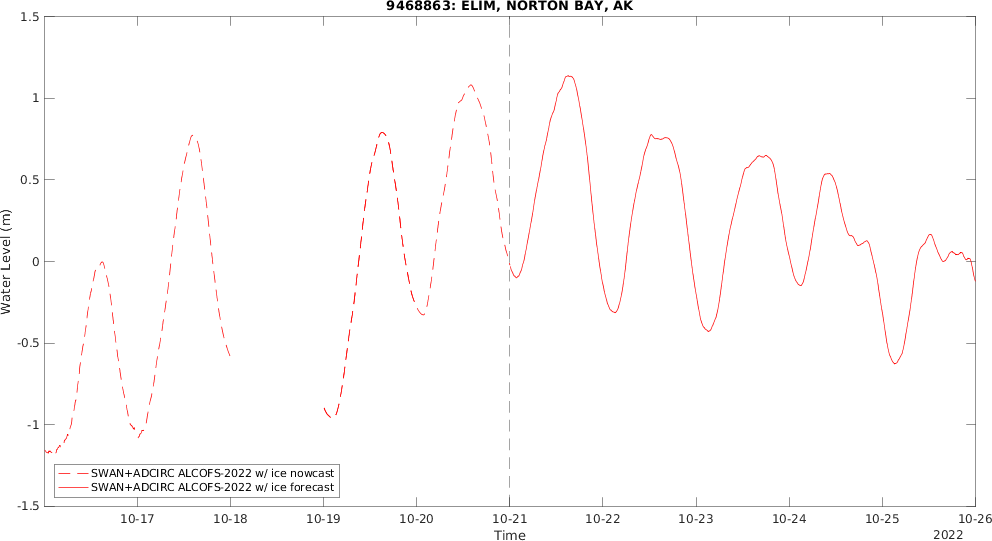 9468863: ELIM, NORTON BAY, AK
1.5
1
0.5
0
-0.5
-1
-1.5
Water Level (m)
SWAN+ADCIRC ALCOFS-2022 w/ ice nowcast
SWAN+ADCIRC ALCOFS-2022 w/ ice forecast
10-17 10-18 10-19 10-20 10-21 10-22 10-23 10-24 10-25 10-26
Time
2022